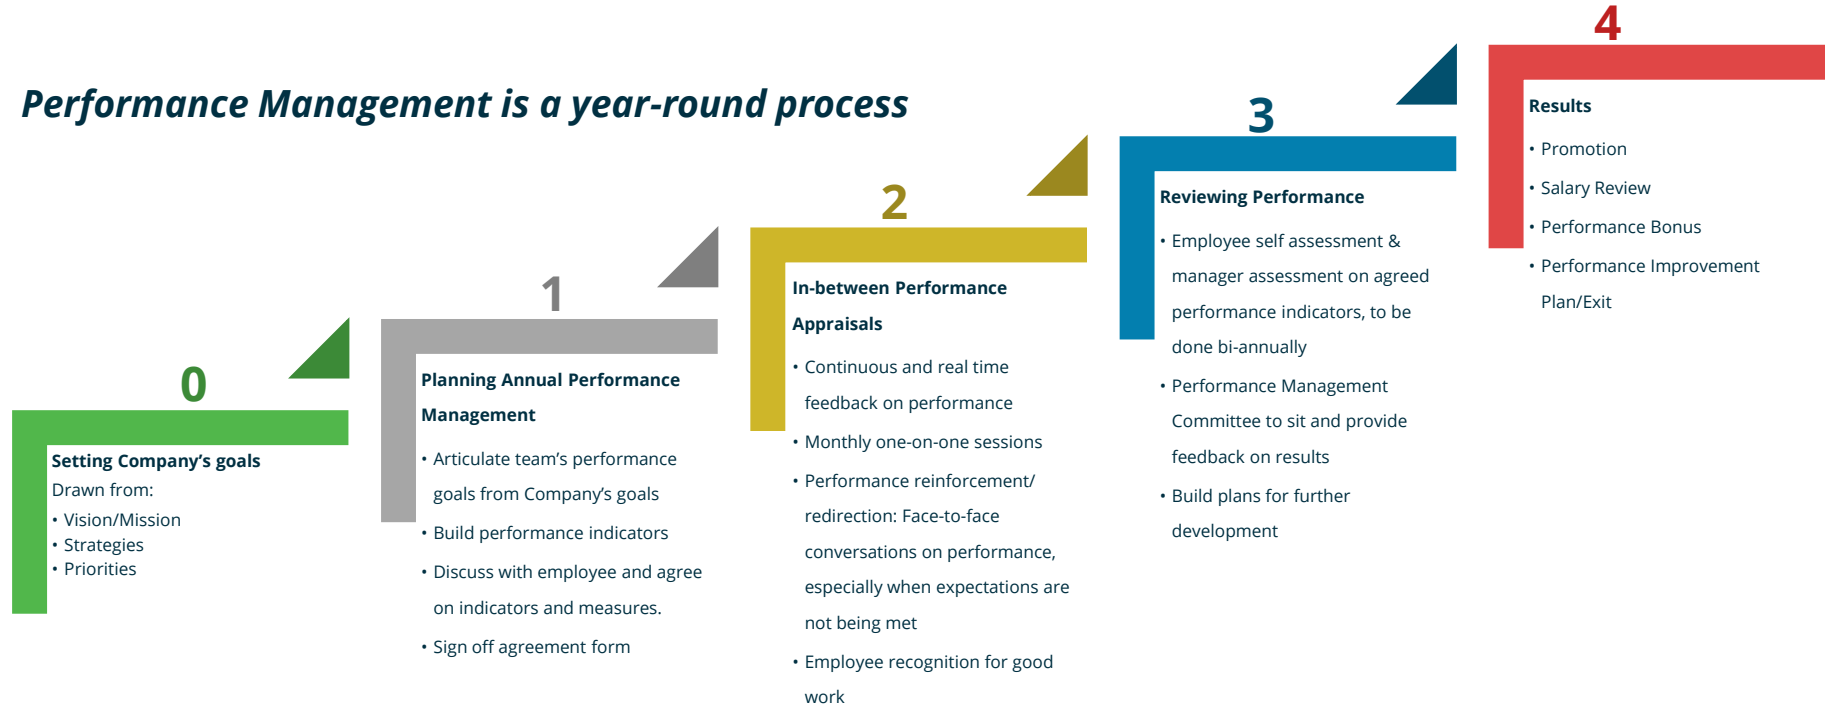 Performance Management is a year-round process
0
Setting Company's goals
Drawn from:
• Vision/Mission
• Strategies
• Priorities
1
Planning Annual Performance
Management
• Articulate team's performance
goals from Company's goals
• Build performance indicators
• Discuss with employee and agree
on indicators and measures.
• Sign off agreement form
2
In-between Performance
Appraisals
• Continuous and real time
feedback on performance
• Monthly one-on-one sessions
• Performance reinforcement/
redirection: Face-to-face
conversations on performance,
especially when expectations are
not being met
• Employee recognition for good
work
3
Reviewing Performance
• Employee self assessment &
manager assessment on agreed
performance indicators, to be
done bi-annually
• Performance Management
Committee to sit and provide
feedback on results
• Build plans for further
development
4
Results
• Promotion
• Salary Review
• Performance Bonus
• Performance Improvement
Plan/Exit